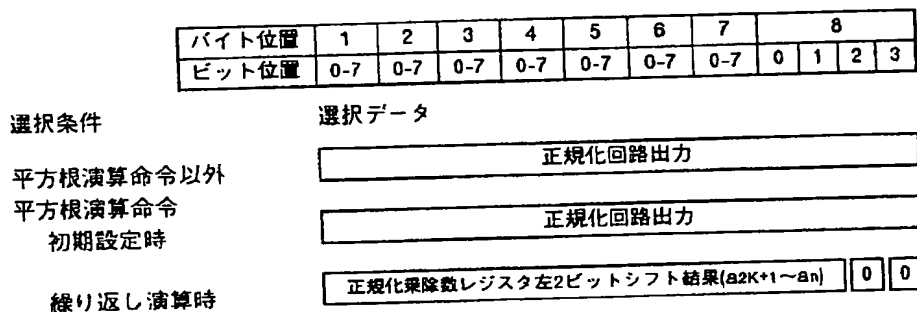 バイト位置 1 2 3 4 5 6 7 8
ビット位置 0-7 0-7 0-7 0-7 0-7 0-7 0-7 0 1 2 3
選択条件 選択データ
平方根演算命令以外 正規化回路出力
平方根演算命令
初期設定時 正規化回路出力
繰り返し演算時 正規化乗除数レジスタ左2ビットシフト結果(a2K+1〜an) 0 0